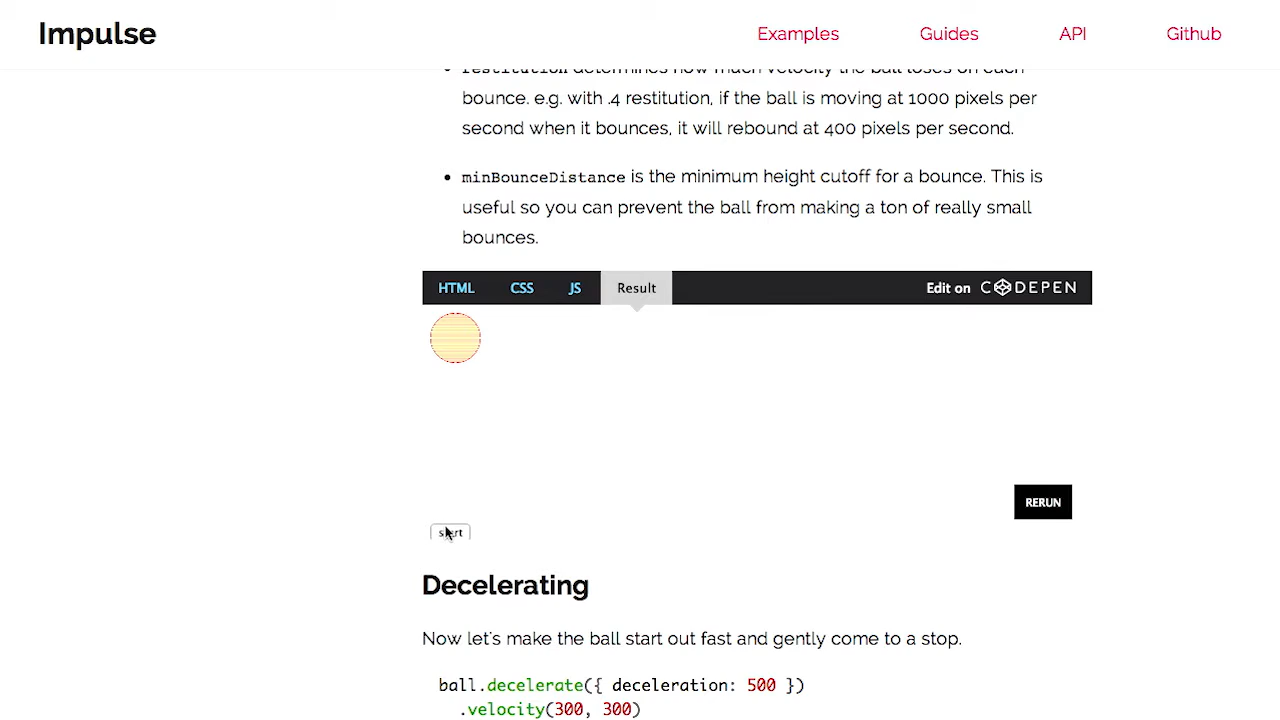 Impulse
Examples
Guides
API
Github
restitution determines how much velocity the ball loses on each
bounce. e.g. with .4 restitution, if the ball is moving at 1000 pixels per
second when it bounces, it will rebound at 400 pixels per second.
minBounceDistance is the minimum height cutoff for a bounce. This is
useful so you can prevent the ball from making a ton of really small
bounces.
HTML
CSS
JS
Result
Edit on CODEPEN
RERUN
start
Decelerating
Now let's make the ball start out fast and gently come to a stop.
ball.decelerate({ deceleration: 500 })
.velocity(300, 300)